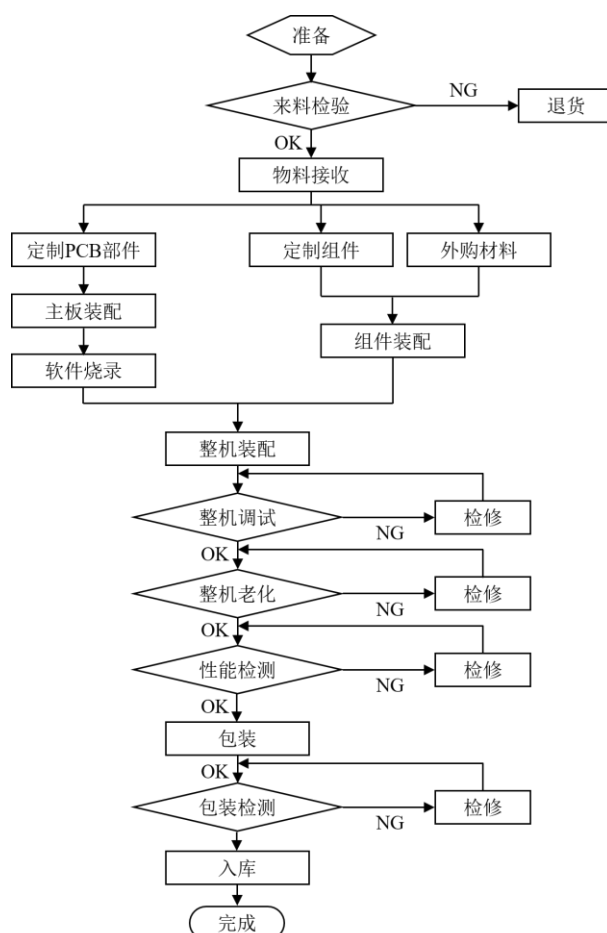 准备
来料检验
NG
退货
OK
物料接收
定制PCB部件
定制组件
外购材料
主板装配
组件装配
软件烧录
整机装配
整机调试
NG
检修
OK
整机老化
NG
检修
OK
性能检测
NG
检修
OK
包装
OK
包装检测
NG
检修
入库
完成